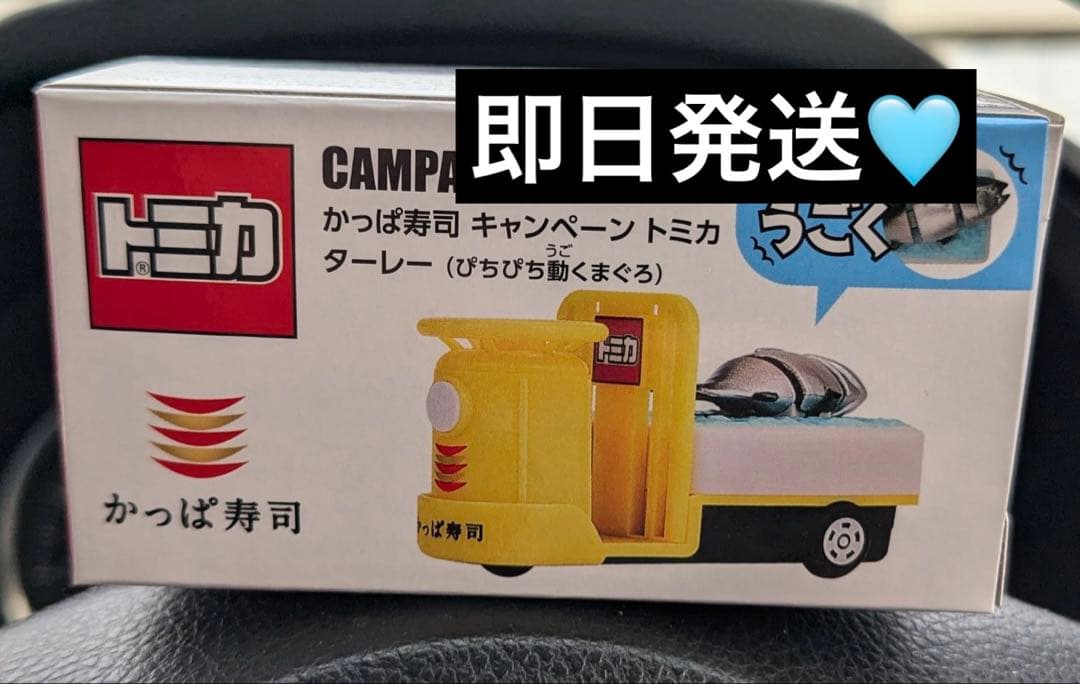 即日発送🩵
トミカ®
CAMPA
かっぱ寿司 キャンペーン トミカ
うご
ターレー (ぴちぴち動くまぐろ)
うごく
トミカ
かっぱ寿司
かっぱ寿司